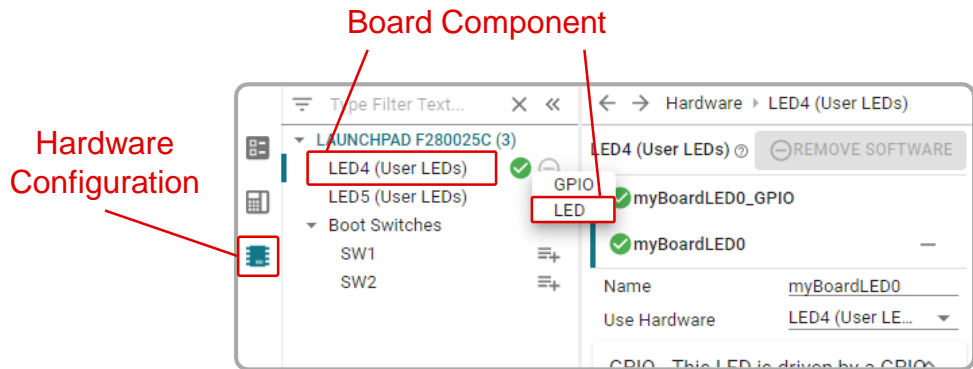 Board Component
Hardware
Configuration
Type Filter Text...
LAUNCHPAD F280025C (3)
LED4 (User LEDs)
LED5 (User LEDs)
Boot Switches
SW1
SW2
GPIO
LED
Hardware LED4 (User LEDs)
LED4 (User LEDs)
REMOVE SOFTWARE
myBoardLED0_GPIO
myBoardLED0
Name myBoardLED0
Use Hardware LED4 (User LE...
GPIO This LED is driven by a GPIO